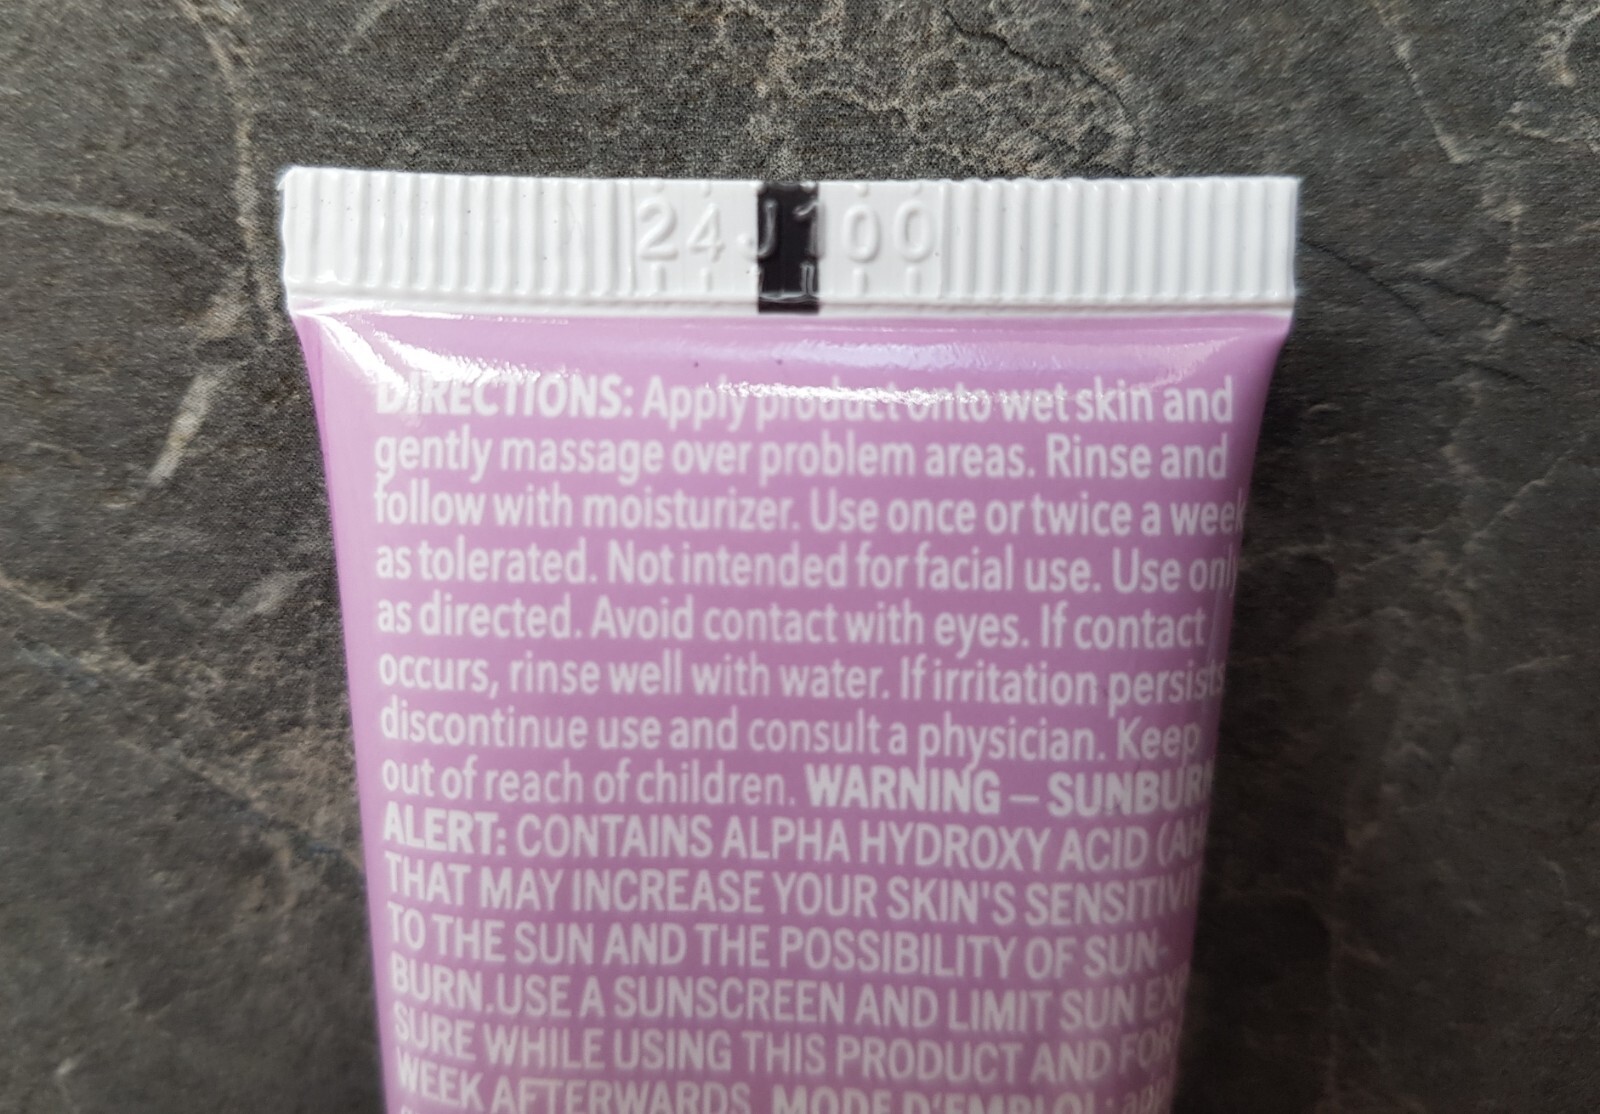 24J100
DIRECTIONS: Apply product onto wet skin and
gently massage over problem areas. Rinse and
follow with moisturizer. Use once or twice a week
as tolerated. Not intended for facial use. Use only
as directed. Avoid contact with eyes. If contact
occurs, rinse well with water. If irritation persists
discontinue use and consult a physician. Keep
out of reach of children. WARNING – SUNBURN
ALERT: CONTAINS ALPHA HYDROXY ACID (AH
THAT MAY INCREASE YOUR SKIN'S SENSITIVI
TO THE SUN AND THE POSSIBILITY OF SUN-
BURN.USE A SUNSCREEN AND LIMIT SUN EXP
SURE WHILE USING THIS PRODUCT AND FOR
WEEK AFTERWARDS. MODE D'EMPLOI: